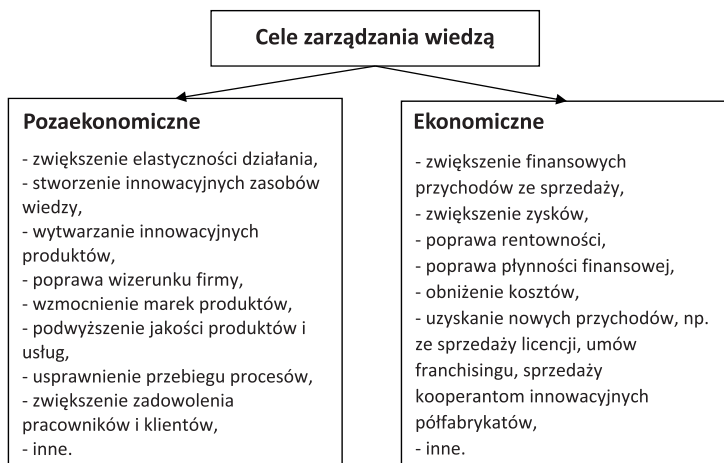 Cele zarządzania wiedzą
Pozaekonomiczne
- zwiększenie elastyczności działania,
- stworzenie innowacyjnych zasobów
wiedzy,
- wytwarzanie innowacyjnych
produktów,
- poprawa wizerunku firmy,
- wzmocnienie marek produktów,
- podwyższenie jakości produktów i
usług,
- usprawnienie przebiegu procesów,
- zwiększenie zadowolenia
pracowników i klientów,
- inne.
Ekonomiczne
- zwiększenie finansowych
przychodów ze sprzedaży,
- zwiększenie zysków,
- poprawa rentowności,
- poprawa płynności finansowej,
- obniżenie kosztów,
- uzyskanie nowych przychodów, np.
ze sprzedaży licencji, umów
franchisingu, sprzedaży
kooperantom innowacyjnych
półfabrykatów,
- inne.